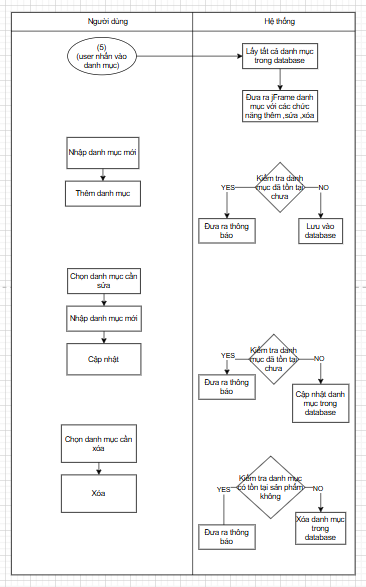 Người dùng
Hệ thống
(5)
(user nhấn vào
danh mục)
Lấy tất cả danh mục
trong database
Đưa ra jFrame danh
mục với các chức
năng thêm ,sửa ,xóa
Nhập danh mục mới
Thêm danh mục
Kiểm tra danh
mục đã tồn tại
chưa
YES
NO
Đưa ra thông
báo
Lưu vào
database
Chọn danh mục cần
sửa
Nhập danh mục mới
Cập nhật
Kiểm tra danh
mục đã tồn tại
chưa
YES
NO
Đưa ra thông
báo
Cập nhật danh
mục trong
database
Chọn danh mục cần
xóa
Xóa
Kiểm tra danh mục
có tồn tại sản phẩm
không
YES
NO
Đưa ra thông
báo
Xóa danh mục
trong
database